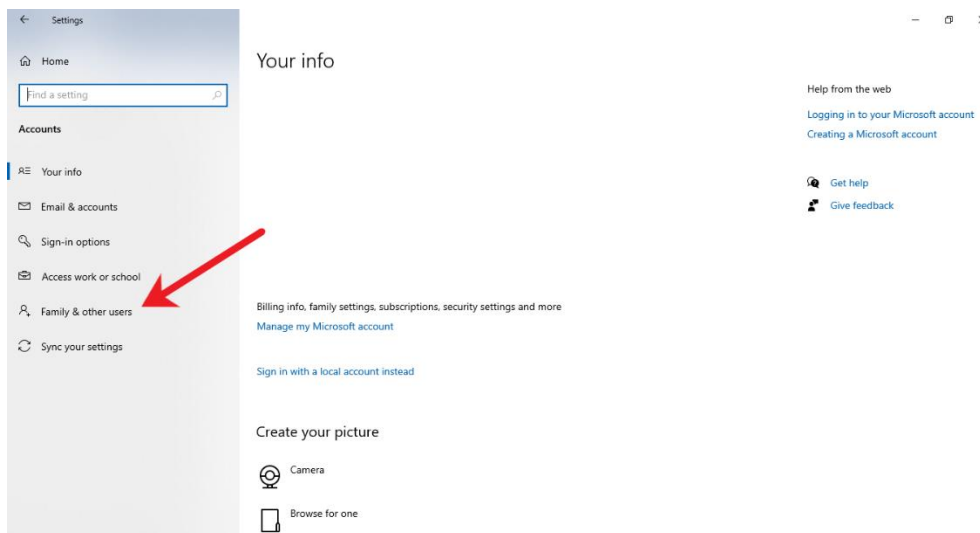 Settings
Home
Find a setting
Accounts
Your info
Email & accounts
Sign-in options
Access work or school
Family & other users
Sync your settings
Your info
Billing info, family settings, subscriptions, security settings and more
Manage my Microsoft account
Sign in with a local account instead
Create your picture
Camera
Browse for one
Help from the web
Logging in to your Microsoft account
Creating a Microsoft account
Get help
Give feedback